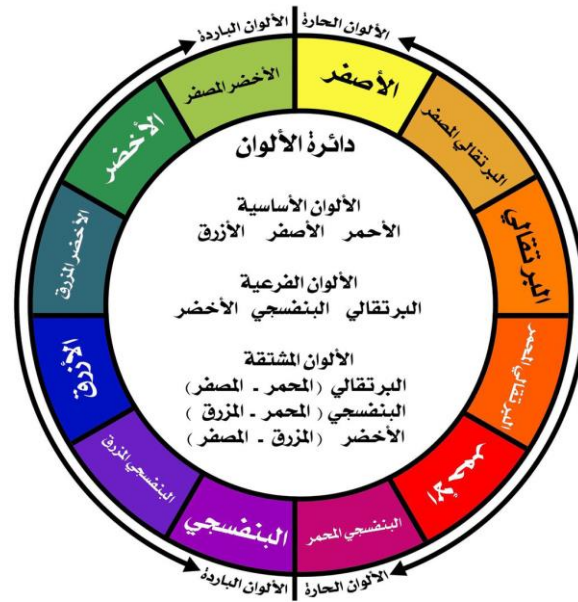 الألوان الحارة
الألوان الباردة
الأصفر
البرتقالي المصفر
البرتقالي
البرتقالي المحمر
الأحمر
البنفسجي المحمر
البنفسجي
البنفسجي المزرق
الأزرق
الأخضر المزرق
الأخضر
الأخضر المصفر
دائرة الألوان
الألوان الأساسية
الأحمر الأصفر الأزرق
الألوان الفرعية
البرتقالي البنفسجي الأخضر
الألوان المشتقة
البرتقالي (المحمر - المصفر)
البنفسجي (المحمر - المزرق)
الأخضر (المزرق - المصفر)
الألوان الحارة
الألوان الباردة